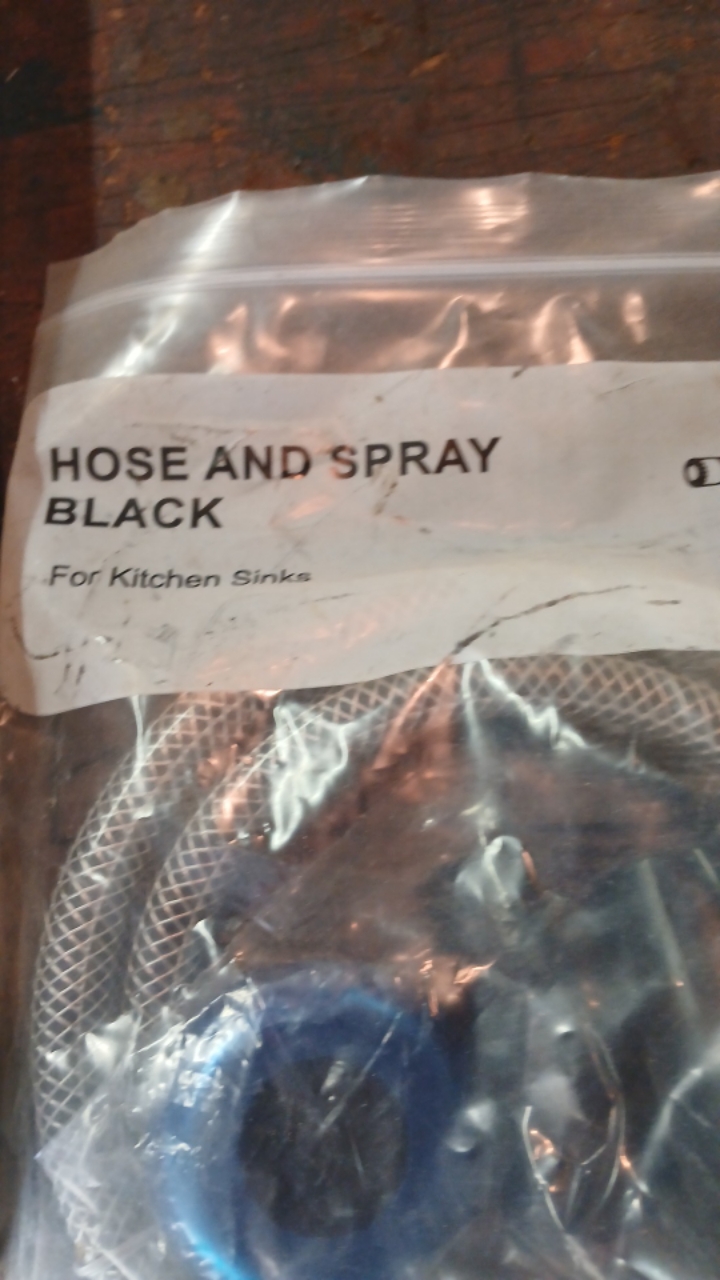 HOSE AND SPRAY
BLACK
For Kitchen Sinks